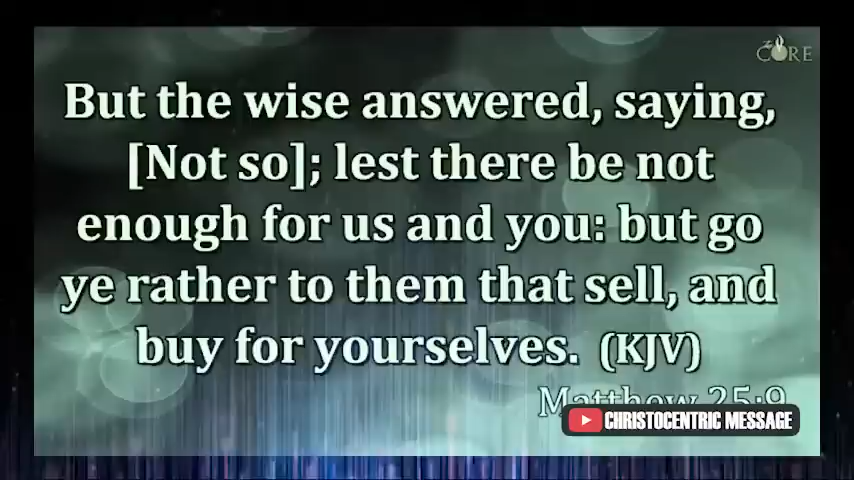 CORE
But the wise answered, saying,
[Not so]; lest there be not
enough for us and you: but go
ye rather to them that sell, and
buy for yourselves. (KJV)
Matthew 25:9
CHRISTOCENTRIC MESSAGE